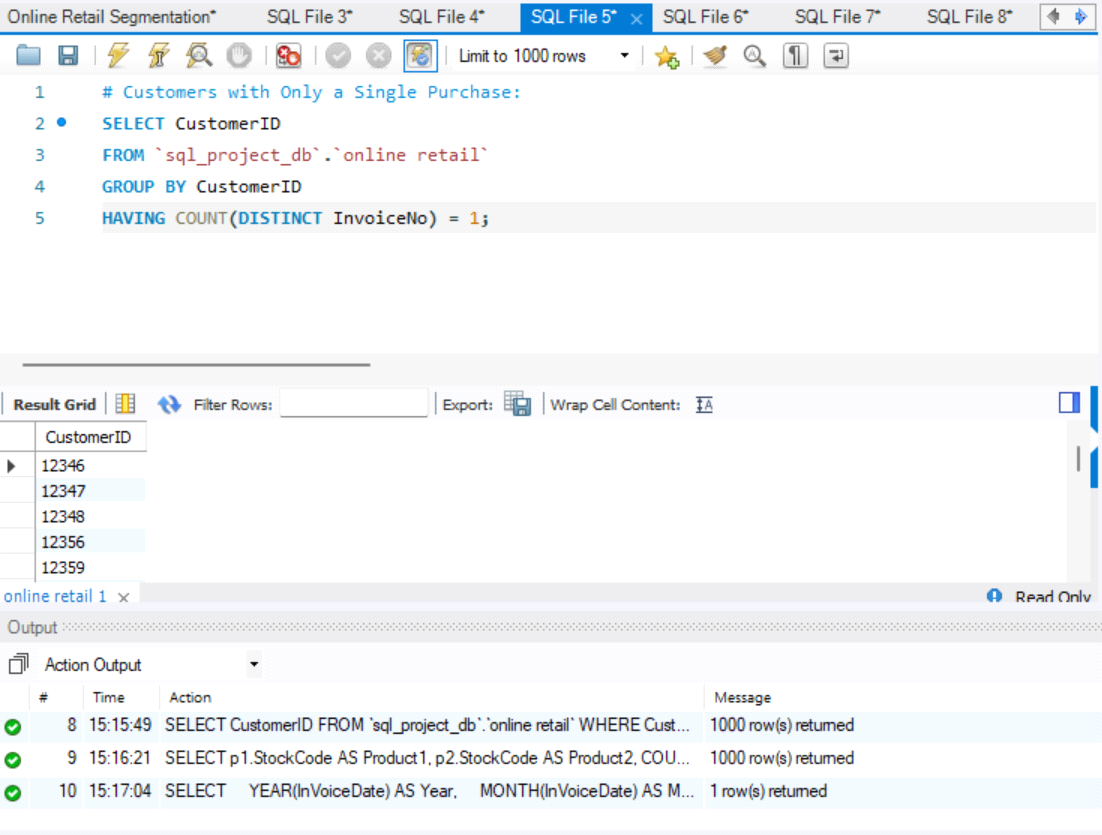 Online Retail Segmentation* SQL File 3* SQL File 4* SQL File 5* × SQL File 6* SQL File 7* SQL File 8*
Limit to 1000 rows
1 # Customers with Only a Single Purchase:
2 SELECT CustomerID
3 FROM `sql_project_db`.`online retail`
4 GROUP BY CustomerID
5 HAVING COUNT(DISTINCT InvoiceNo) = 1;
Result Grid Filter Rows: Export: Wrap Cell Content: IA
CustomerID
12346
12347
12348
12356
12359
online retail 1 × Read Only
Output
Action Output
# Time Action Message
8 15:15:49 SELECT CustomerID FROM `sql_project_db`.`online retail` WHERE Cust... 1000 row(s) returned
9 15:16:21 SELECT p1.StockCode AS Product1, p2.StockCode AS Product2, COU... 1000 row(s) returned
10 15:17:04 SELECT YEAR(InVoiceDate) AS Year, MONTH(InVoiceDate) AS M... 1 row(s) returned